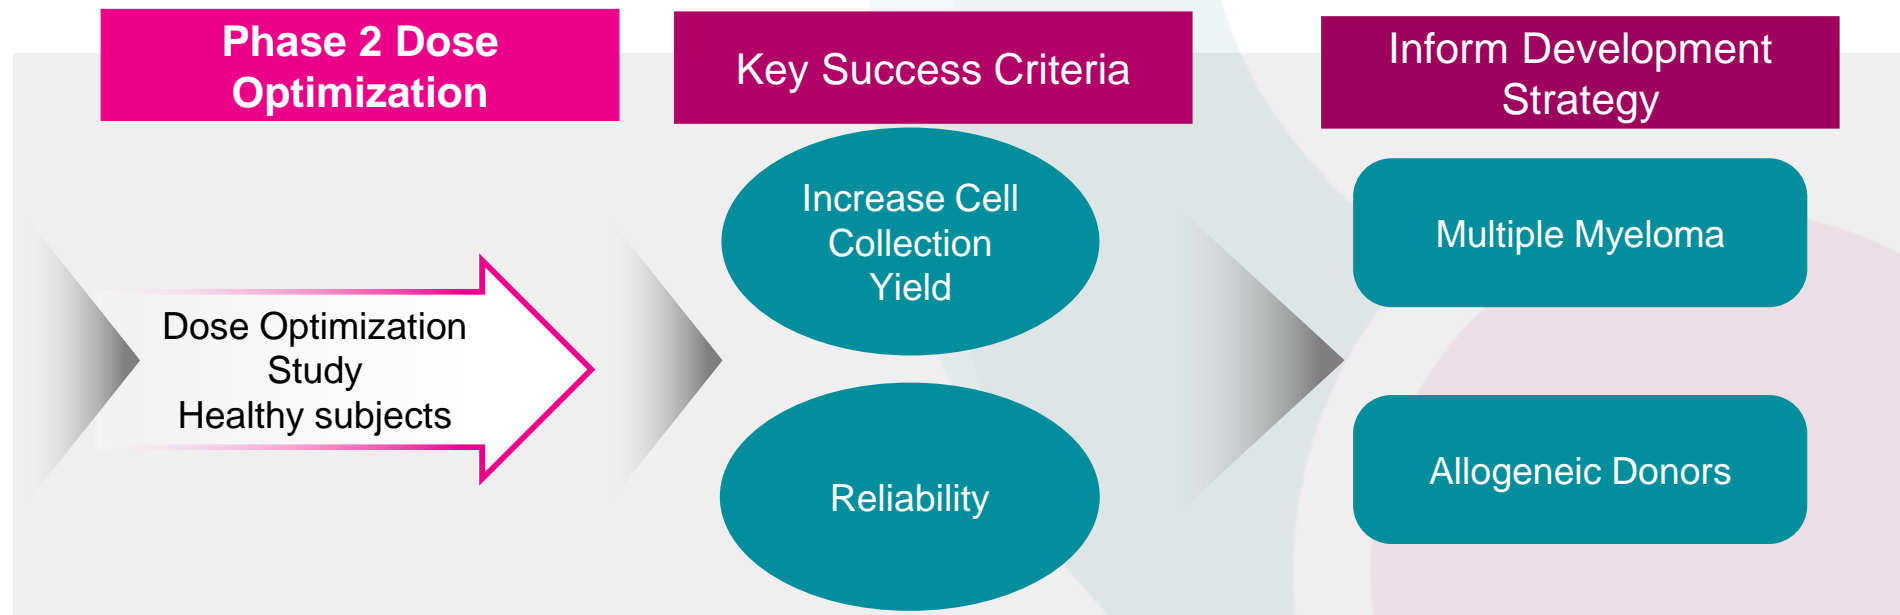 Phase 2 Dose
Optimization
Dose Optimization
Study
Healthy subjects
Key Success Criteria
Increase Cell
Collection
Yield
Reliability
Inform Development
Strategy
Multiple Myeloma
Allogeneic Donors